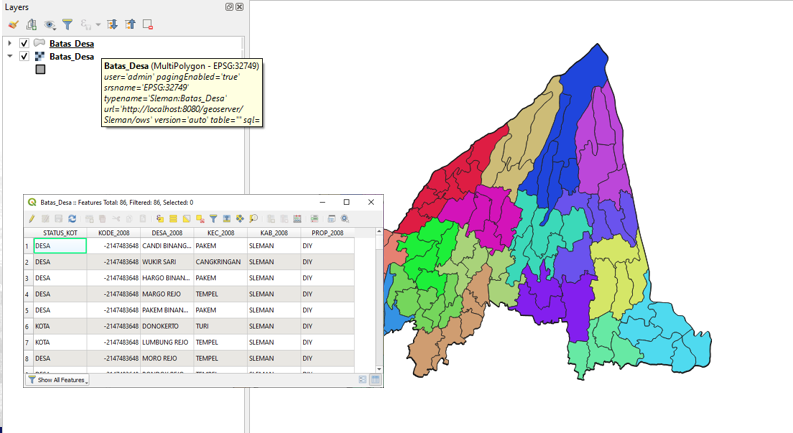 Layers
Batas_Desa
Batas_Desa
Batas_Desa (MultiPolygon - EPSG:32749)
user='admin' pagingEnabled='true'
srsname='EPSG:32749'
typename='Sleman:Batas_Desa'
url='http://localhost:8080/geoserver/
Sleman/ows' version='auto' table="" sql=
Batas_Desa :: Features Total: 86, Filtered: 86, Selected: 0
STATUS_KOT KODE_2008 DESA_2008 KEC_2008 KAB_2008 PROP_2008
1 DESA -2147483648 CANDI BINANG... PAKEM SLEMAN DIY
2 DESA -2147483648 WUKIR SARI CANGKRINGAN SLEMAN DIY
3 DESA -2147483648 HARGO BINAN... PAKEM SLEMAN DIY
4 DESA -2147483648 MARGO REJO TEMPEL SLEMAN DIY
5 DESA -2147483648 PAKEM BINAN... PAKEM SLEMAN DIY
6 KOTA -2147483648 DONOKERTO TURI SLEMAN DIY
7 KOTA -2147483648 LUMBUNG REJO TEMPEL SLEMAN DIY
8 DESA -2147483648 MORO REJO TEMPEL SLEMAN DIY
Show All Features